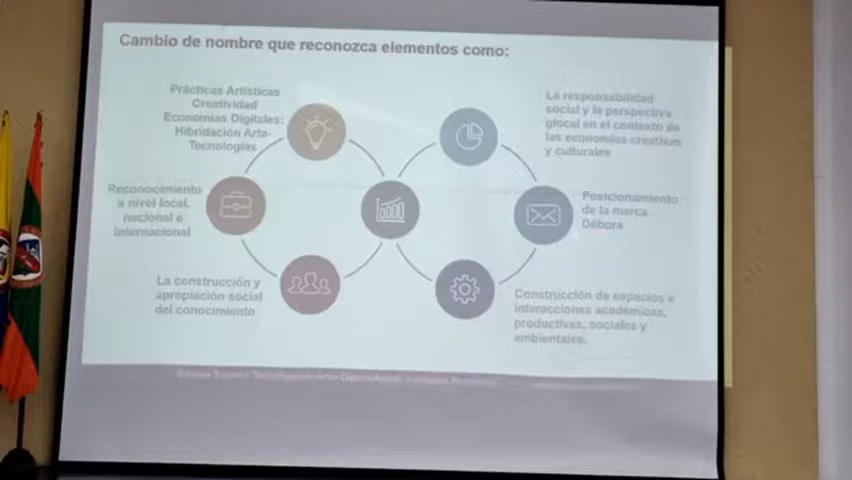 Cambio de nombre que reconozca elementos como:
Prácticas Artísticas
Creatividad
Economías Digitales:
Hibridación Arte-
Tecnologías
Reconocimiento
a nivel local,
nacional e
internacional
La construcción y
apropiación social
del conocimiento
La responsabilidad
social y la perspectiva
glocal en el contexto de
las economías creativas
y culturales
Posicionamiento
de la marca
Débora
Construcción de espacios e
interacciones académicas,
productivas, sociales y
ambientales.